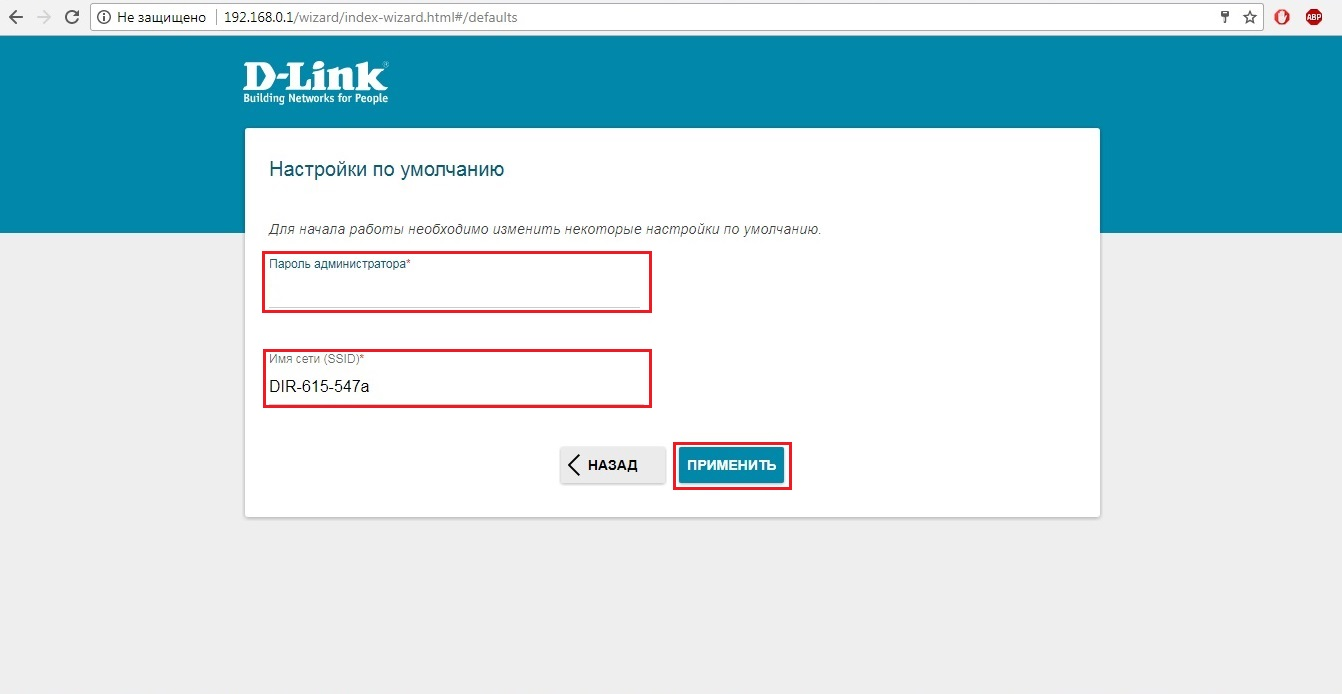 Не защищено 192.168.0.1/wizard/index-wizard.html#/defaults ABP
D-Link®
Building Networks for People
Настройки по умолчанию
Для начала работы необходимо изменить некоторые настройки по умолчанию.
Пароль администратора*
Имя сети (SSID)*
DIR-615-547a
НАЗАД ПРИМЕНИТЬ